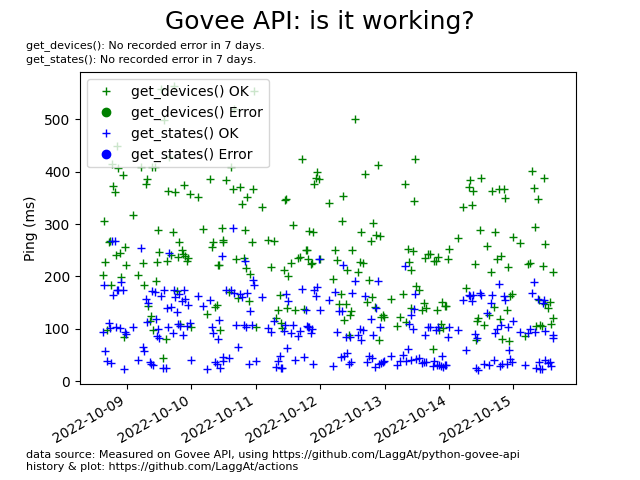 Govee API: is it working?
get_devices(): No recorded error in 7 days.
get_states(): No recorded error in 7 days.
get_devices() OK
get_devices() Error
get_states() OK
get_states() Error
Ping (ms)
500
400
300
200
100
0
2022-10-09
2022-10-10
2022-10-11
2022-10-12
2022-10-13
2022-10-14
2022-10-15
data source: Measured on Govee API, using https://github.com/LaggAt/python-govee-api
history & plot: https://github.com/LaggAt/actions